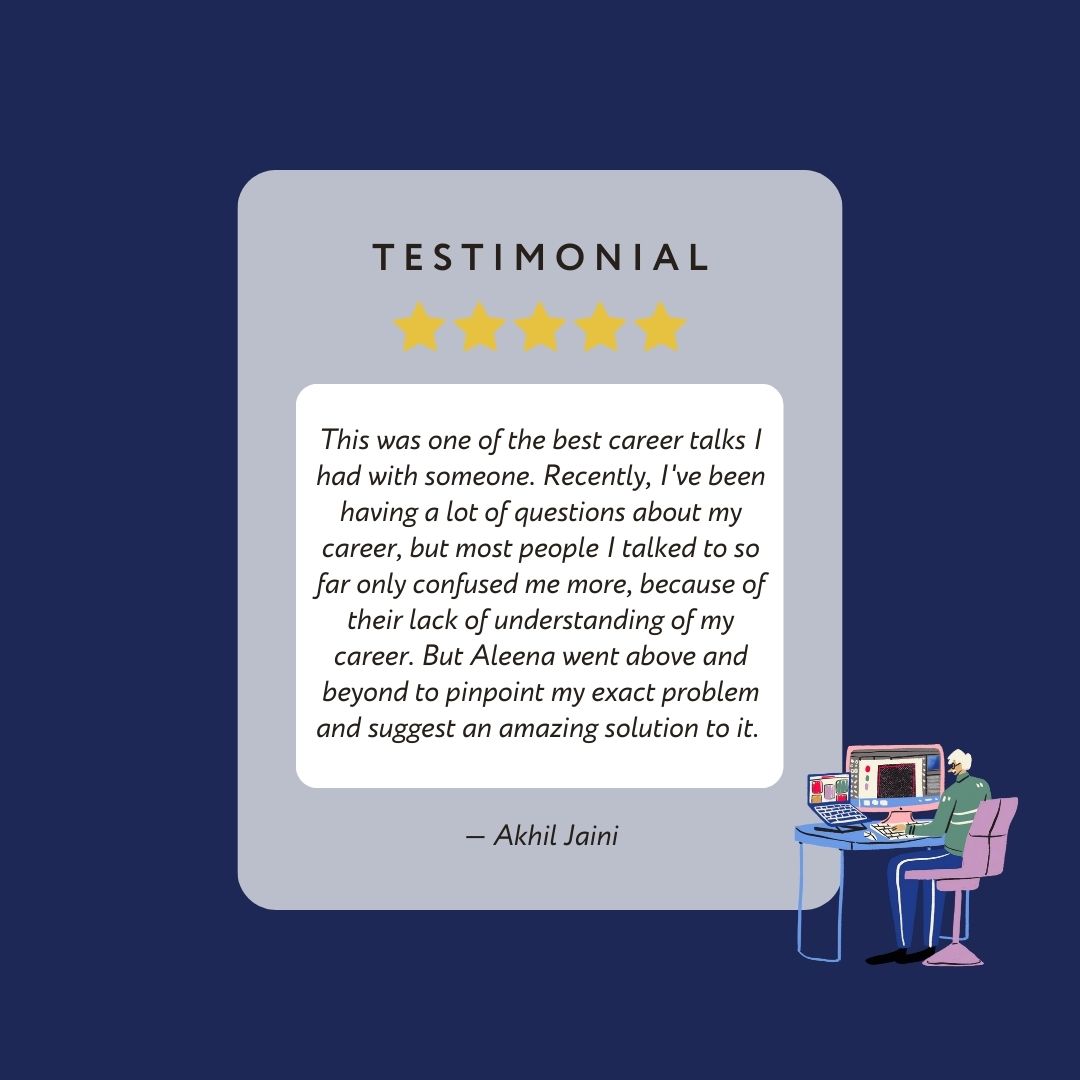 TESTIMONIAL
This was one of the best career talks I
had with someone. Recently, I've been
having a lot of questions about my
career, but most people I talked to so
far only confused me more, because of
their lack of understanding of my
career. But Aleena went above and
beyond to pinpoint my exact problem
and suggest an amazing solution to it.
– Akhil Jaini